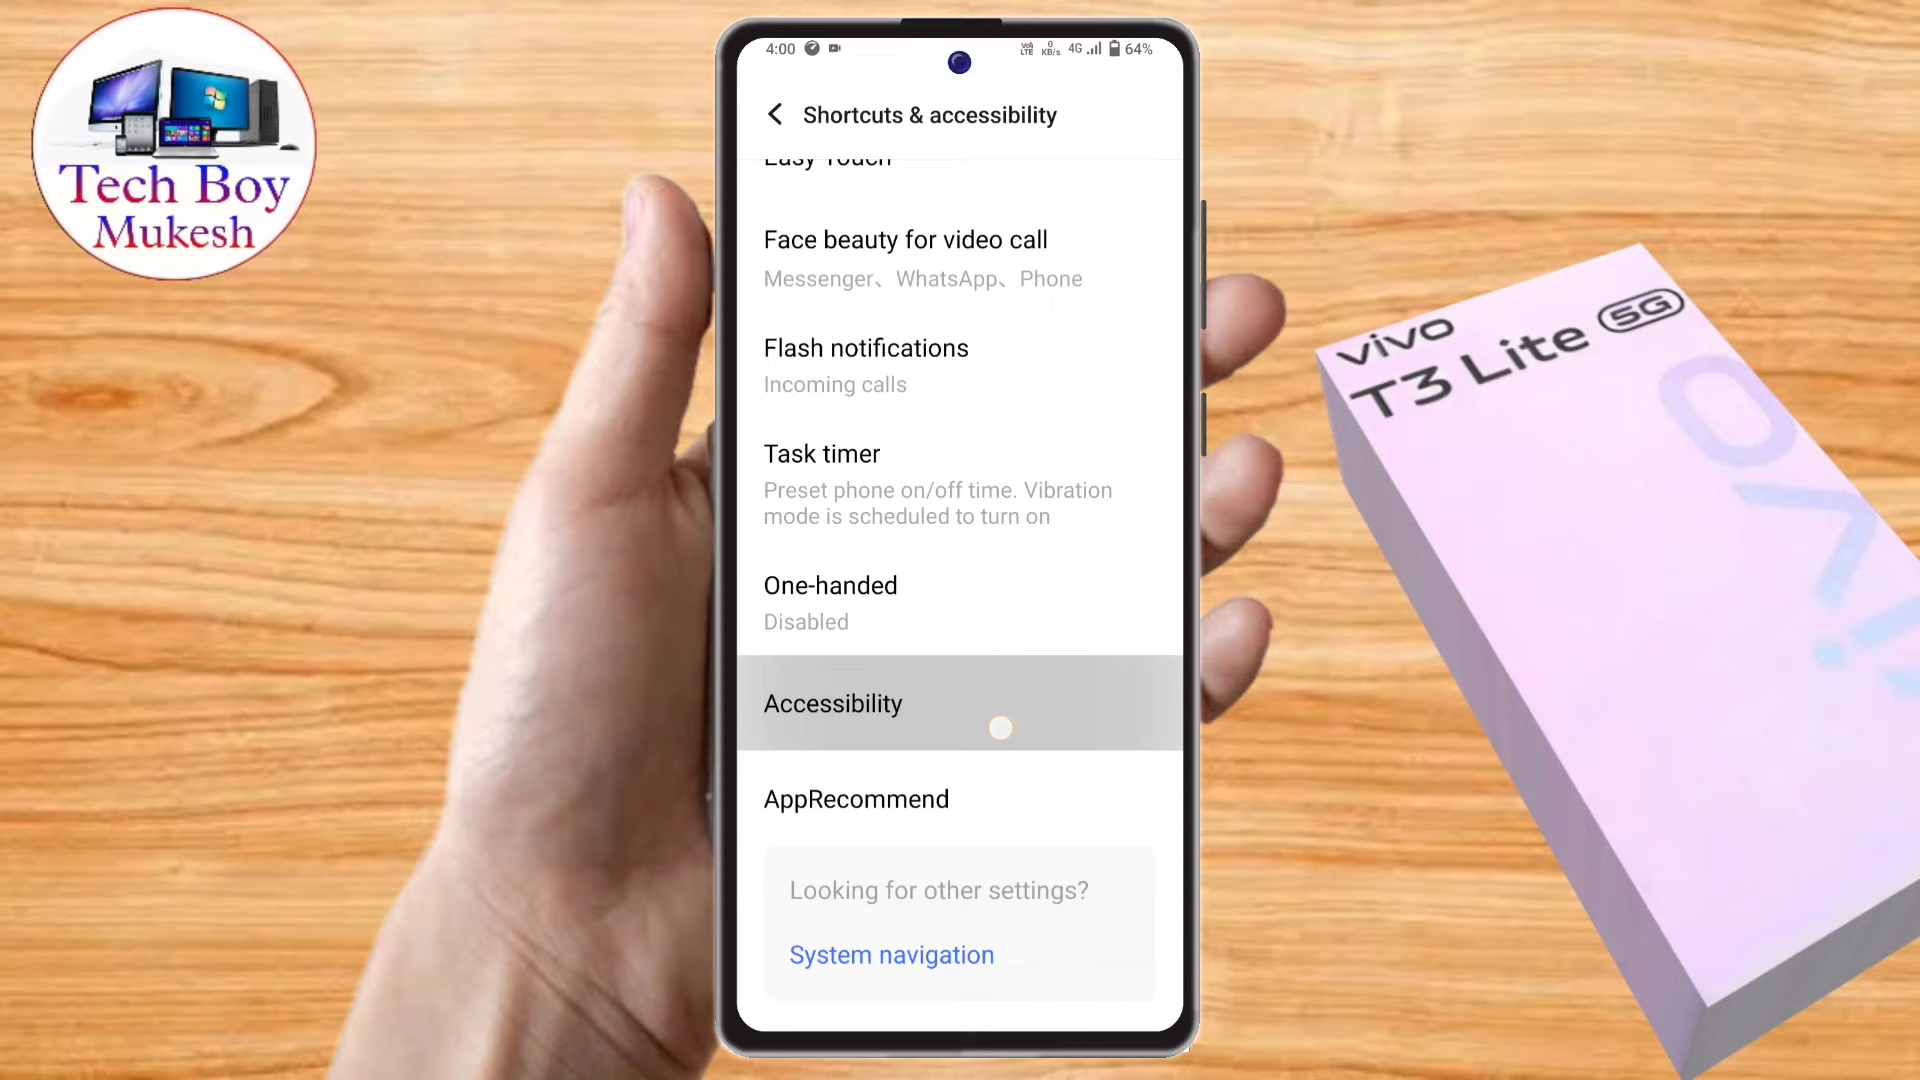 Tech Boy
Mukesh
4:00
4G
64%
Shortcuts & accessibility
Easy Touch
Face beauty for video call
Messenger、WhatsApp、Phone
Flash notifications
Incoming calls
Task timer
Preset phone on/off time. Vibration
mode is scheduled to turn on
One-handed
Disabled
Accessibility
AppRecommend
Looking for other settings?
System navigation
vivo
T3 Lite 5G